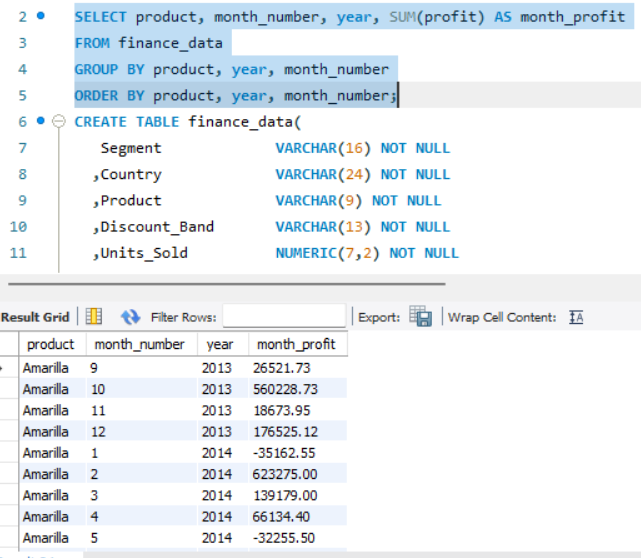 2 SELECT product, month_number, year, SUM(profit) AS month_profit
3 FROM finance_data
4 GROUP BY product, year, month_number
5 ORDER BY product, year, month_number;
6 CREATE TABLE finance_data(
7 Segment VARCHAR(16) NOT NULL
8 ,Country VARCHAR(24) NOT NULL
9 ,Product VARCHAR(9) NOT NULL
10 ,Discount_Band VARCHAR(13) NOT NULL
11 ,Units_Sold NUMERIC(7,2) NOT NULL
Result Grid Filter Rows: Export: Wrap Cell Content: IA
product month_number year month_profit
Amarilla 9 2013 26521.73
Amarilla 10 2013 560228.73
Amarilla 11 2013 18673.95
Amarilla 12 2013 176525.12
Amarilla 1 2014 -35162.55
Amarilla 2 2014 623275.00
Amarilla 3 2014 139179.00
Amarilla 4 2014 66134.40
Amarilla 5 2014 -32255.50